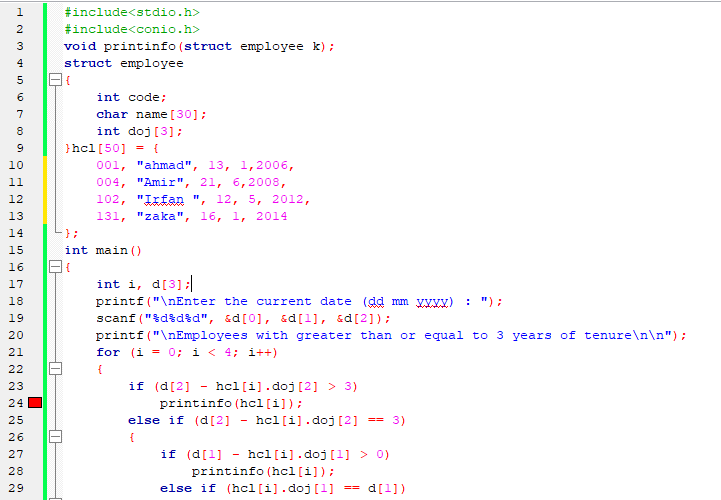 1 #include<stdio.h>
2 #include<conio.h>
3 void printinfo(struct employee k);
4 struct employee
5 {
6 int code;
7 char name[30];
8 int doj[3];
9 }hcl[50] = {
10 001, "ahmad", 13, 1,2006,
11 004, "Amir", 21, 6,2008,
12 102, "Irfan ", 12, 5, 2012,
13 131, "zaka", 16, 1, 2014
14 };
15 int main()
16 {
17 int i, d[3];
18 printf("\nEnter the current date (dd mm yyyy) : ");
19 scanf("%d%d%d", &d[0], &d[1], &d[2]);
20 printf("\nEmployees with greater than or equal to 3 years of tenure\n\n");
21 for (i = 0; i < 4; i++)
22 {
23 if (d[2] - hcl[i].doj[2] > 3)
24 printinfo(hcl[i]);
25 else if (d[2] - hcl[i].doj[2] == 3)
26 {
27 if (d[1] - hcl[i].doj[1] > 0)
28 printinfo(hcl[i]);
29 else if (hcl[i].doj[1] == d[1])